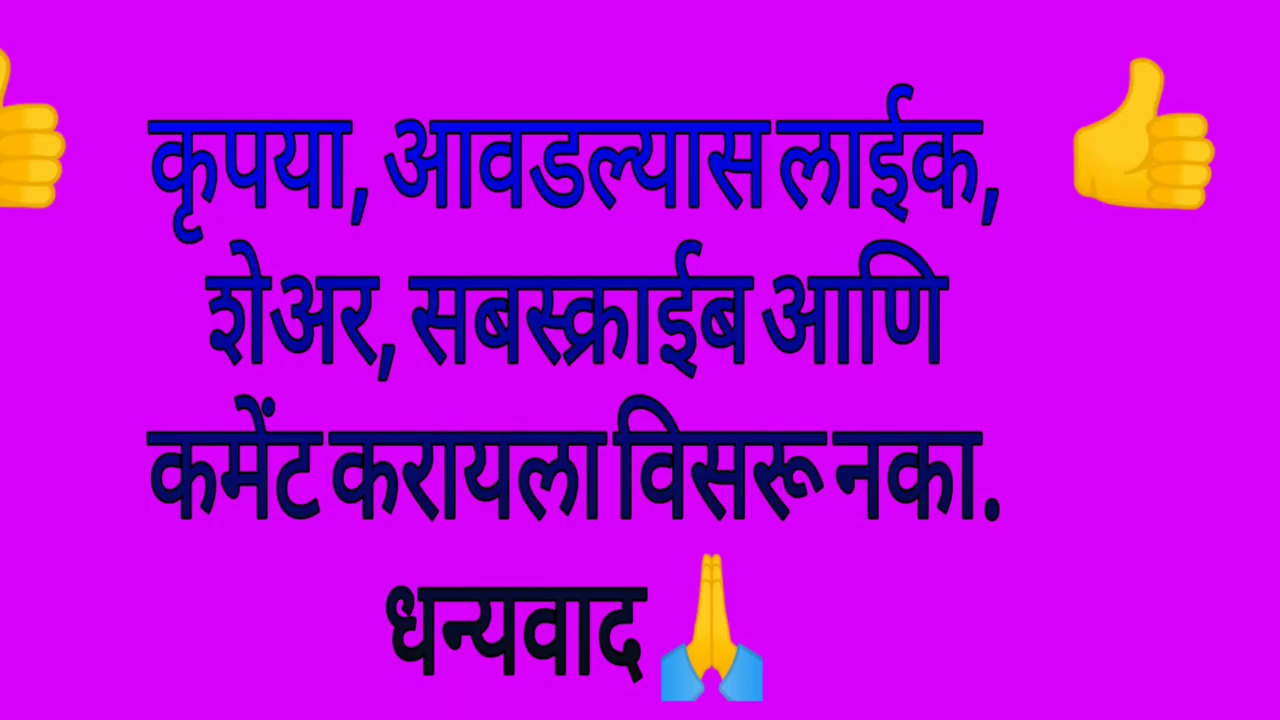 कृपया, आवडल्यास लाईक,
शेअर, सबस्क्राईब आणि
कमेंट करायला विसरू नका.
धन्यवाद